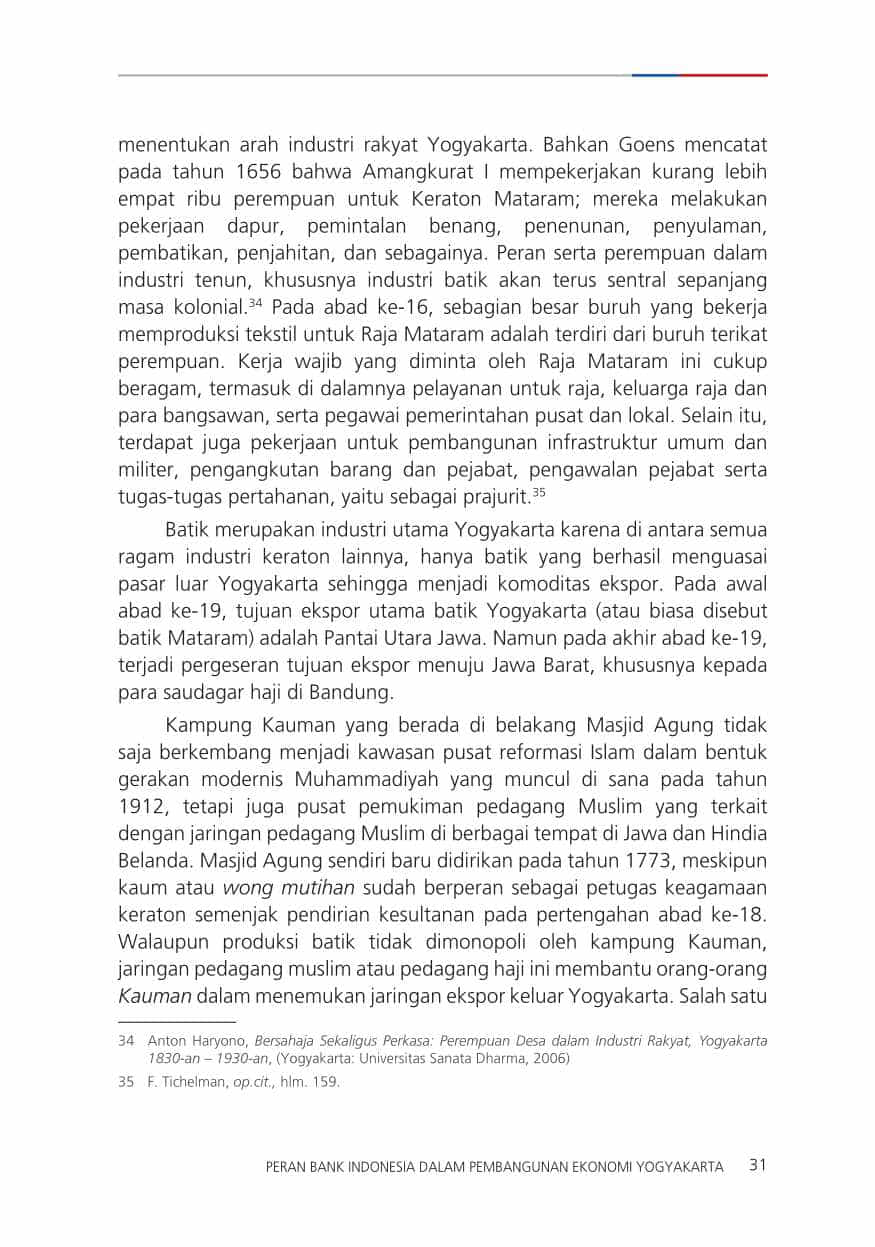 menentukan arah industri rakyat Yogyakarta. Bahkan Goens mencatat
pada tahun 1656 bahwa Amangkurat I mempekerjakan kurang lebih
empat ribu perempuan untuk Keraton Mataram; mereka melakukan
pekerjaan dapur, pemintalan benang, penenunan, penyulaman,
pembatikan, penjahitan, dan sebagainya. Peran serta perempuan dalam
industri tenun, khususnya industri batik akan terus sentral sepanjang
masa kolonial.34 Pada abad ke-16, sebagian besar buruh yang bekerja
memproduksi tekstil untuk Raja Mataram adalah terdiri dari buruh terikat
perempuan. Kerja wajib yang diminta oleh Raja Mataram ini cukup
beragam, termasuk di dalamnya pelayanan untuk raja, keluarga raja dan
para bangsawan, serta pegawai pemerintahan pusat dan lokal. Selain itu,
terdapat juga pekerjaan untuk pembangunan infrastruktur umum dan
militer, pengangkutan barang dan pejabat, pengawalan pejabat serta
tugas-tugas pertahanan, yaitu sebagai prajurit.35
Batik merupakan industri utama Yogyakarta karena di antara semua
ragam industri keraton lainnya, hanya batik yang berhasil menguasai
pasar luar Yogyakarta sehingga menjadi komoditas ekspor. Pada awal
abad ke-19, tujuan ekspor utama batik Yogyakarta (atau biasa disebut
batik Mataram) adalah Pantai Utara Jawa. Namun pada akhir abad ke-19,
terjadi pergeseran tujuan ekspor menuju Jawa Barat, khususnya kepada
para saudagar haji di Bandung.
Kampung Kauman yang berada di belakang Masjid Agung tidak
saja berkembang menjadi kawasan pusat reformasi Islam dalam bentuk
gerakan modernis Muhammadiyah yang muncul di sana pada tahun
1912, tetapi juga pusat pemukiman pedagang Muslim yang terkait
dengan jaringan pedagang Muslim di berbagai tempat di Jawa dan Hindia
Belanda. Masjid Agung sendiri baru didirikan pada tahun 1773, meskipun
kaum atau wong mutihan sudah berperan sebagai petugas keagamaan
keraton semenjak pendirian kesultanan pada pertengahan abad ke-18.
Walaupun produksi batik tidak dimonopoli oleh kampung Kauman,
jaringan pedagang muslim atau pedagang haji ini membantu orang-orang
Kauman dalam menemukan jaringan ekspor keluar Yogyakarta. Salah satu
34 Anton Haryono, Bersahaja Sekaligus Perkasa: Perempuan Desa dalam Industri Rakyat, Yogyakarta
1830-an – 1930-an, (Yogyakarta: Universitas Sanata Dharma, 2006)
35 F. Tichelman, op.cit., hlm. 159.
PERAN BANK INDONESIA DALAM PEMBANGUNAN EKONOMI YOGYAKARTA 31